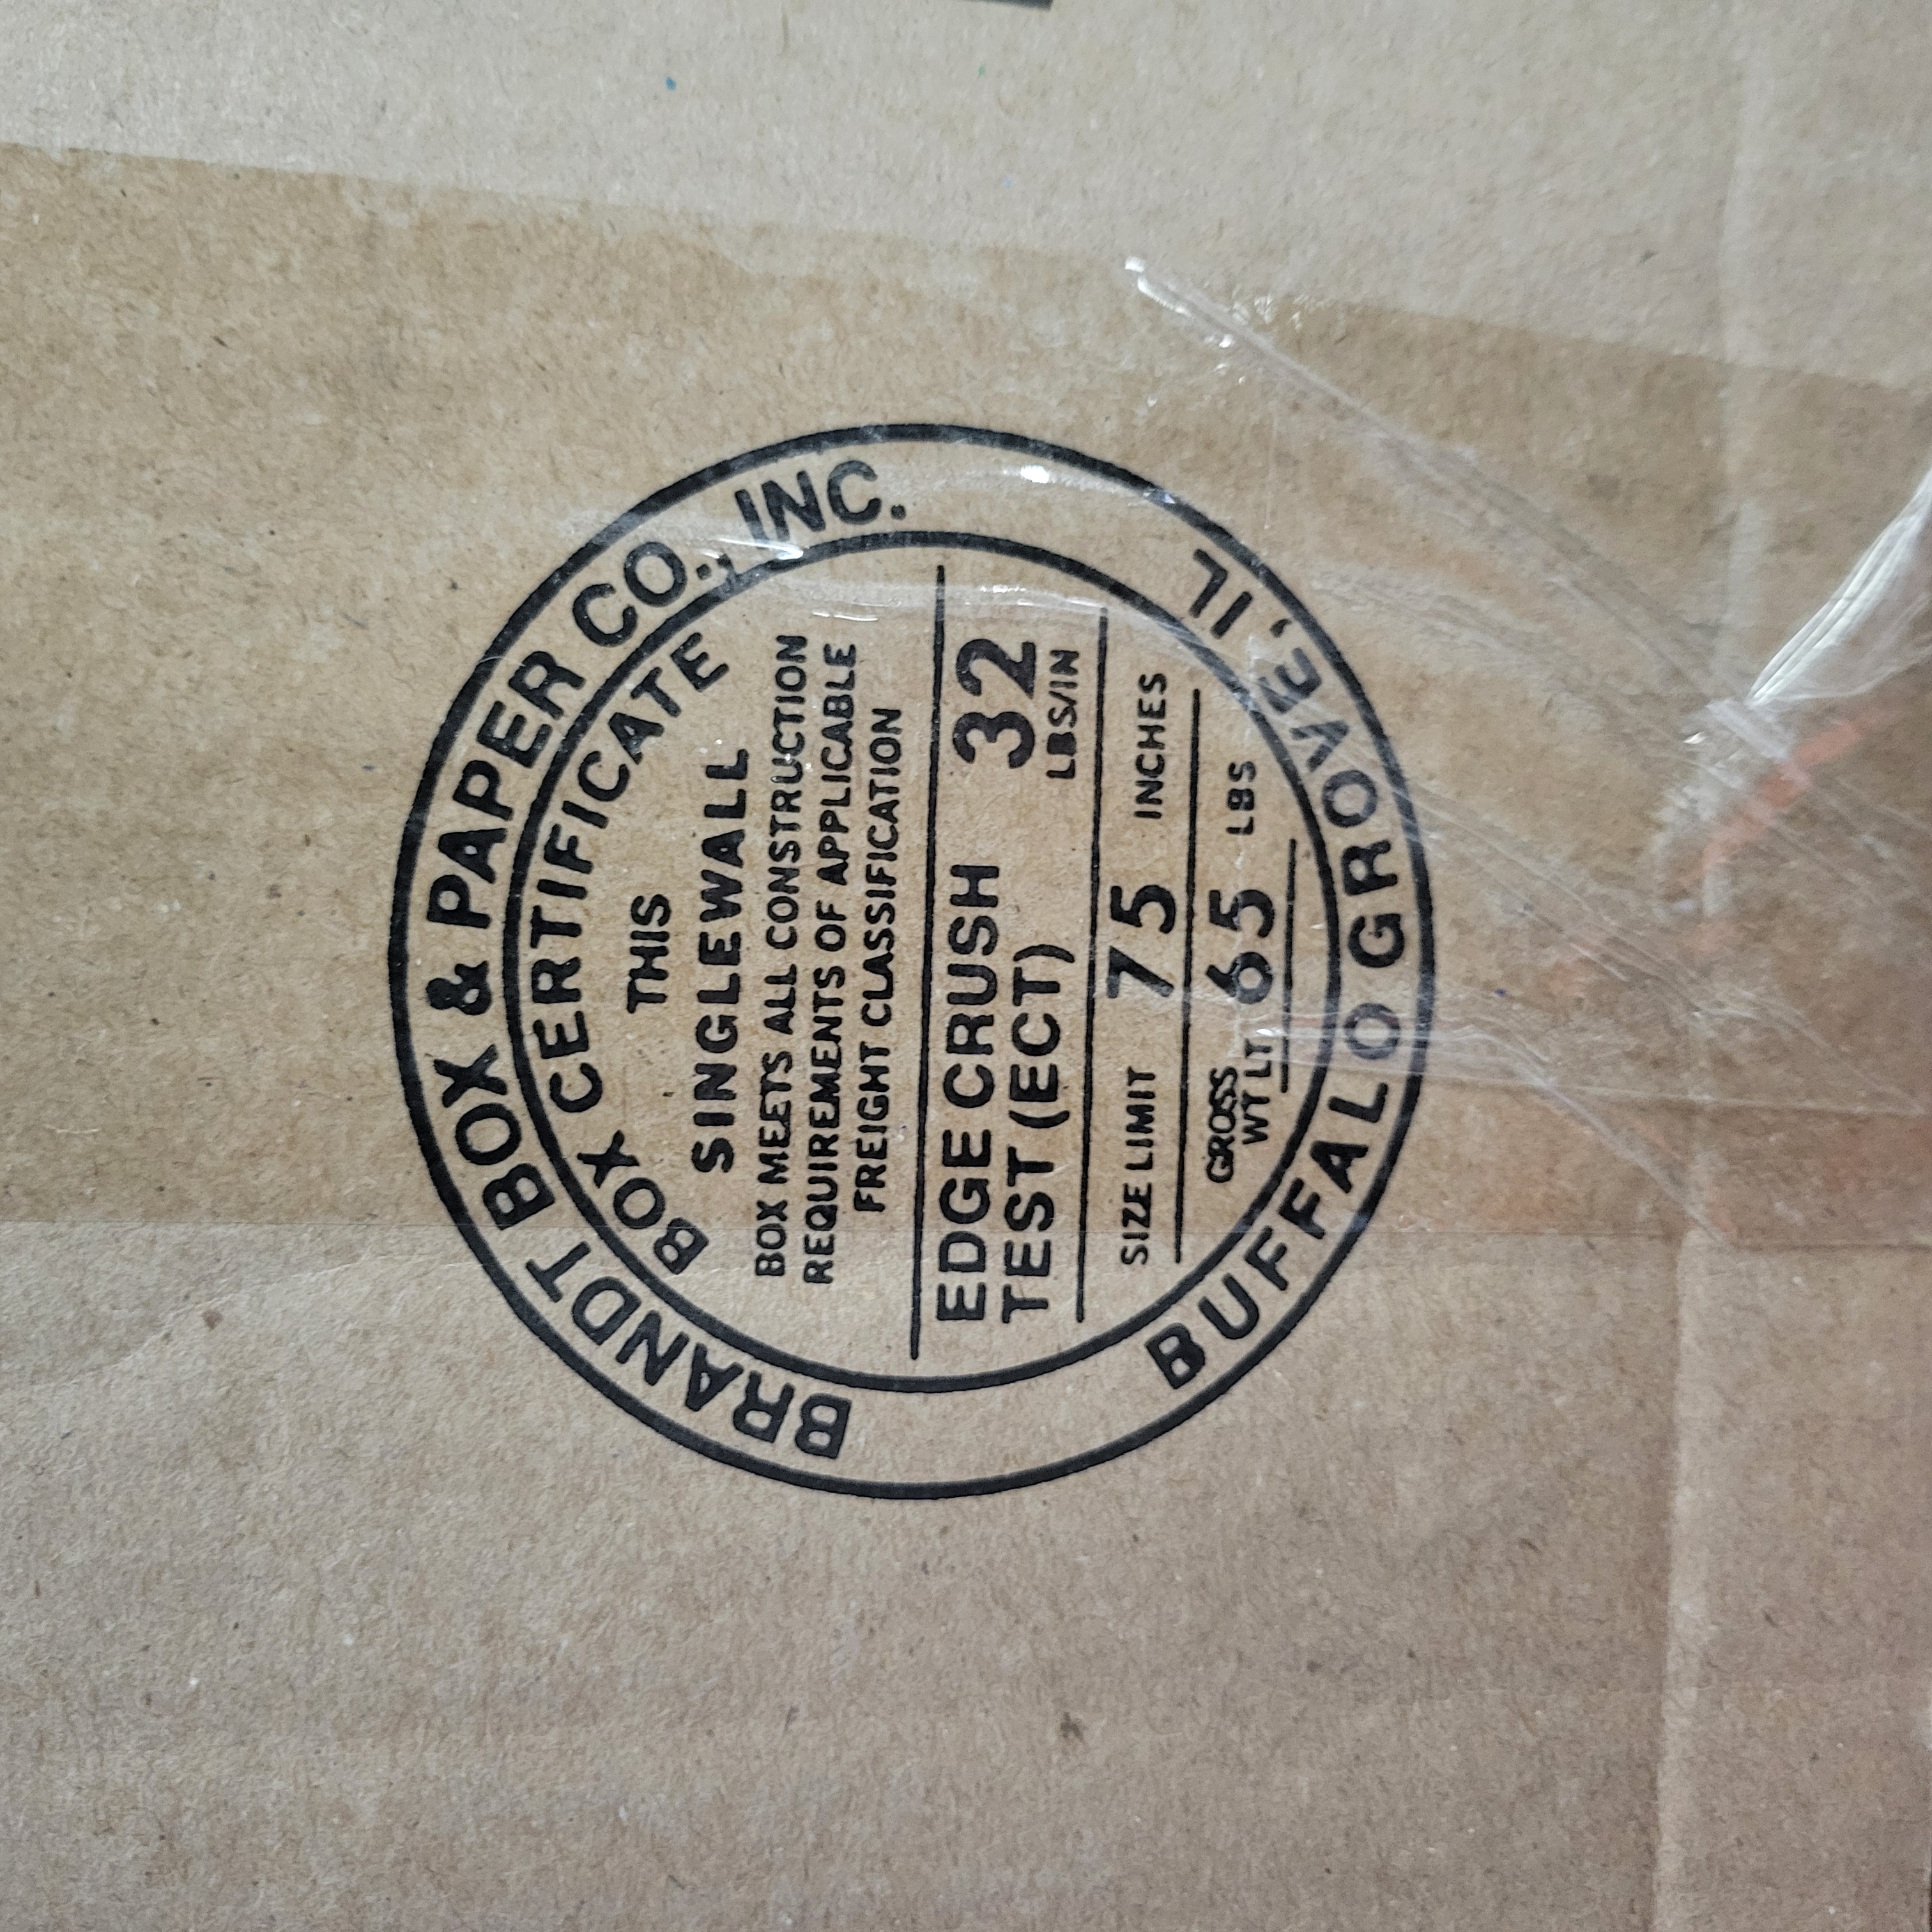 BRANDT BOX & PAPER CO., INC.
BOX CERTIFICATE
THIS
SINGLEWALL
BOX MEETS ALL CONSTRUCTION
REQUIREMENTS OF APPLICABLE
FREIGHT CLASSIFICATION
EDGE CRUSH
TEST (ECT) 32
LBS/IN
SIZE LIMIT 75 INCHES
GROSS
WT LT 65 LBS
BUFFALO GROVE, IL